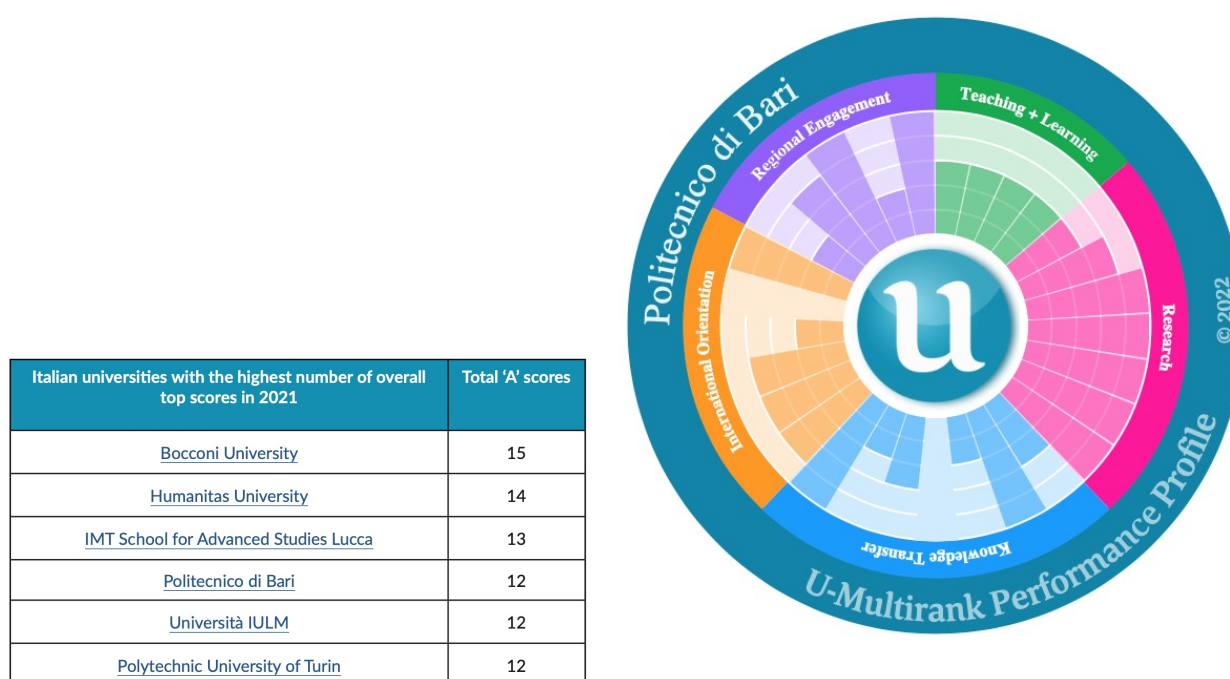 Italian universities with the highest number of overall
top scores in 2021
Total ‘A’ scores
Bocconi University
15
Humanitas University
14
IMT School for Advanced Studies Lucca
13
Politecnico di Bari
12
Università IULM
12
Polytechnic University of Turin
12
Politecnico di Bari
Teaching + Learning
Research
Knowledge Transfer
International Orientation
Regional Engagement
u
U-Multirank Performance Profile
© 2022